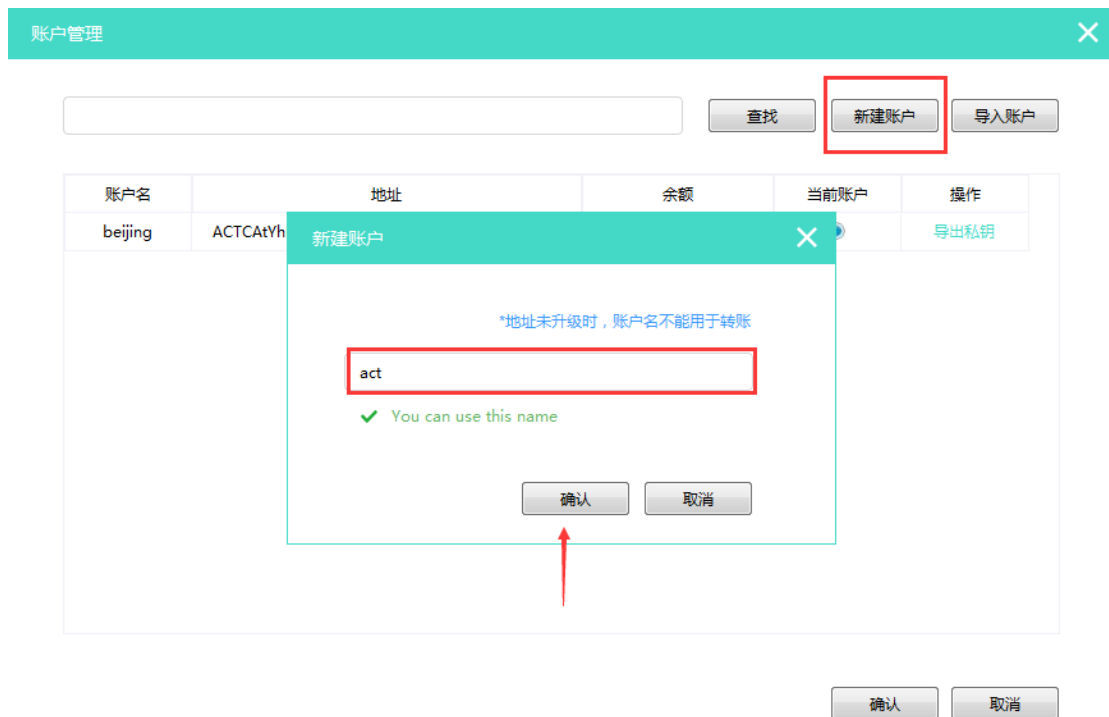 账户管理
查找 新建账户 导入账户
账户名 地址 余额 当前账户 操作
beijing ACTCAtYh 导出私钥
新建账户
*地址未升级时，账户名不能用于转账
act
You can use this name
确认 取消
确认 取消